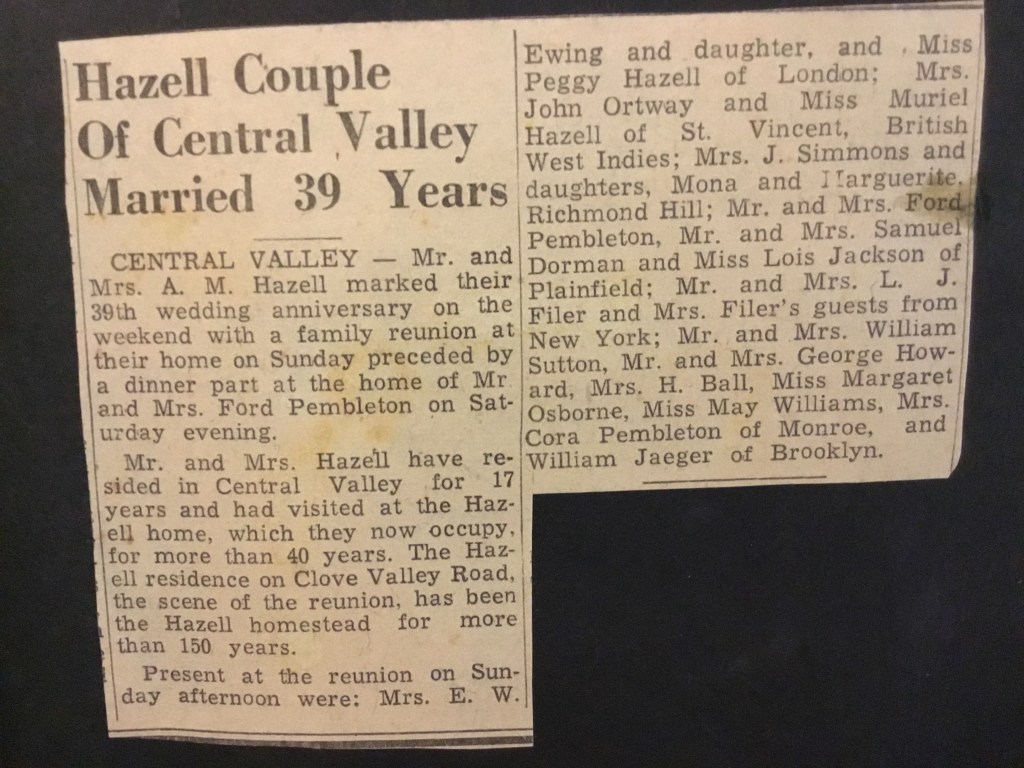 Hazell Couple
Of Central Valley
Married 39 Years
CENTRAL VALLEY — Mr. and
Mrs. A. M. Hazell marked their
39th wedding anniversary on the
weekend with a family reunion at
their home on Sunday preceded by
a dinner part at the home of Mr
and Mrs. Ford Pembleton on Sat-
urday evening.
Mr. and Mrs. Hazell have re-
sided in Central Valley for 17
years and had visited at the Haz-
ell home, which they now occupy,
for more than 40 years. The Haz-
ell residence on Clove Valley Road,
the scene of the reunion, has been
the Hazell homestead for more
than 150 years.
Present at the reunion on Sun-
day afternoon were: Mrs. E. W.
Ewing and daughter, and Miss
Peggy Hazell of London; Mrs.
John Ortway and Miss Muriel
Hazell of St. Vincent, British
West Indies; Mrs. J. Simmons and
daughters, Mona and Marguerite,
Richmond Hill; Mr. and Mrs. Ford
Pembleton, Mr. and Mrs. Samuel
Dorman and Miss Lois Jackson of
Plainfield; Mr. and Mrs. L. J.
Filer and Mrs. Filer's guests from
New York; Mr. and Mrs. William
Sutton, Mr. and Mrs. George How-
ard, Mrs. H. Ball, Miss Margaret
Osborne, Miss May Williams, Mrs.
Cora Pembleton of Monroe, and
William Jaeger of Brooklyn.